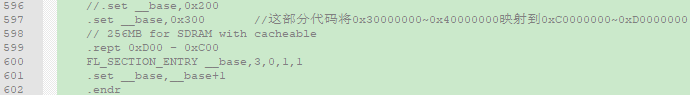 596 //.set __base,0x200
597 .set __base,0x300 //这部分代码将0x30000000~0x40000000映射到0xC0000000~0xD0000000
598 // 256MB for SDRAM with cacheable
599 .rept 0xD00 - 0xC00
600 FL_SECTION_ENTRY __base,3,0,1,1
601 .set __base,__base+1
602 .endr